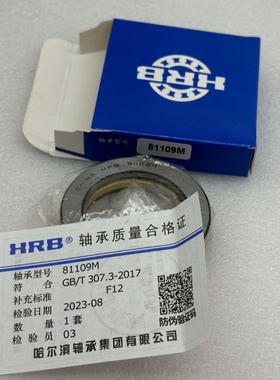 HRB
轴承型号:
81109M
HRB® 轴承质量合格证
轴承型号 81109M
符合 GB/T 307.3-2017
补充标准 F12
检验日期 2023-08
数量 1套
检验员 03
防伪验证码
哈尔滨轴承集团有限公司